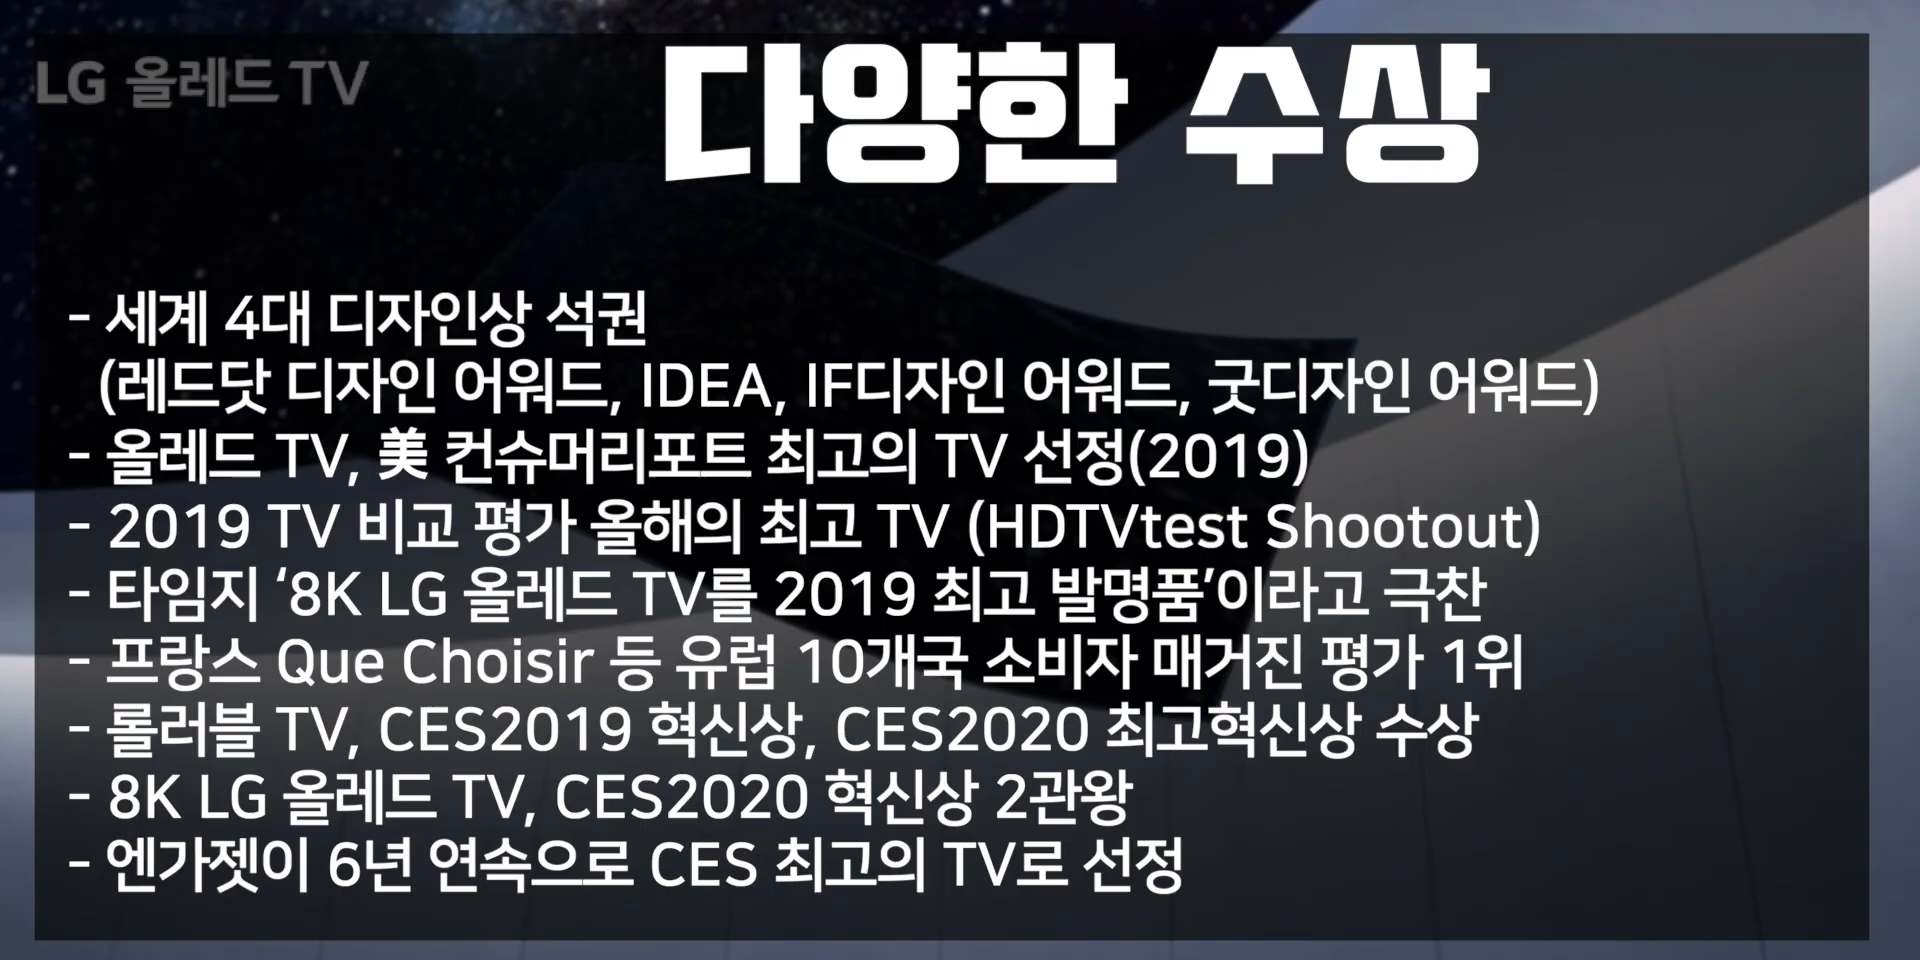 LG 올레드 TV
다양한 수상
- 세계 4대 디자인상 석권
(레드닷 디자인 어워드, IDEA, IF디자인 어워드, 굿디자인 어워드)
- 올레드 TV, 美 컨슈머리포트 최고의 TV 선정(2019)
- 2019 TV 비교 평가 올해의 최고 TV (HDTVtest Shootout)
- 타임지 ‘8K LG 올레드 TV를 2019 최고 발명품’이라고 극찬
- 프랑스 Que Choisir 등 유럽 10개국 소비자 매거진 평가 1위
- 롤러블 TV, CES2019 혁신상, CES2020 최고혁신상 수상
- 8K LG 올레드 TV, CES2020 혁신상 2관왕
- 엔가젯이 6년 연속으로 CES 최고의 TV로 선정